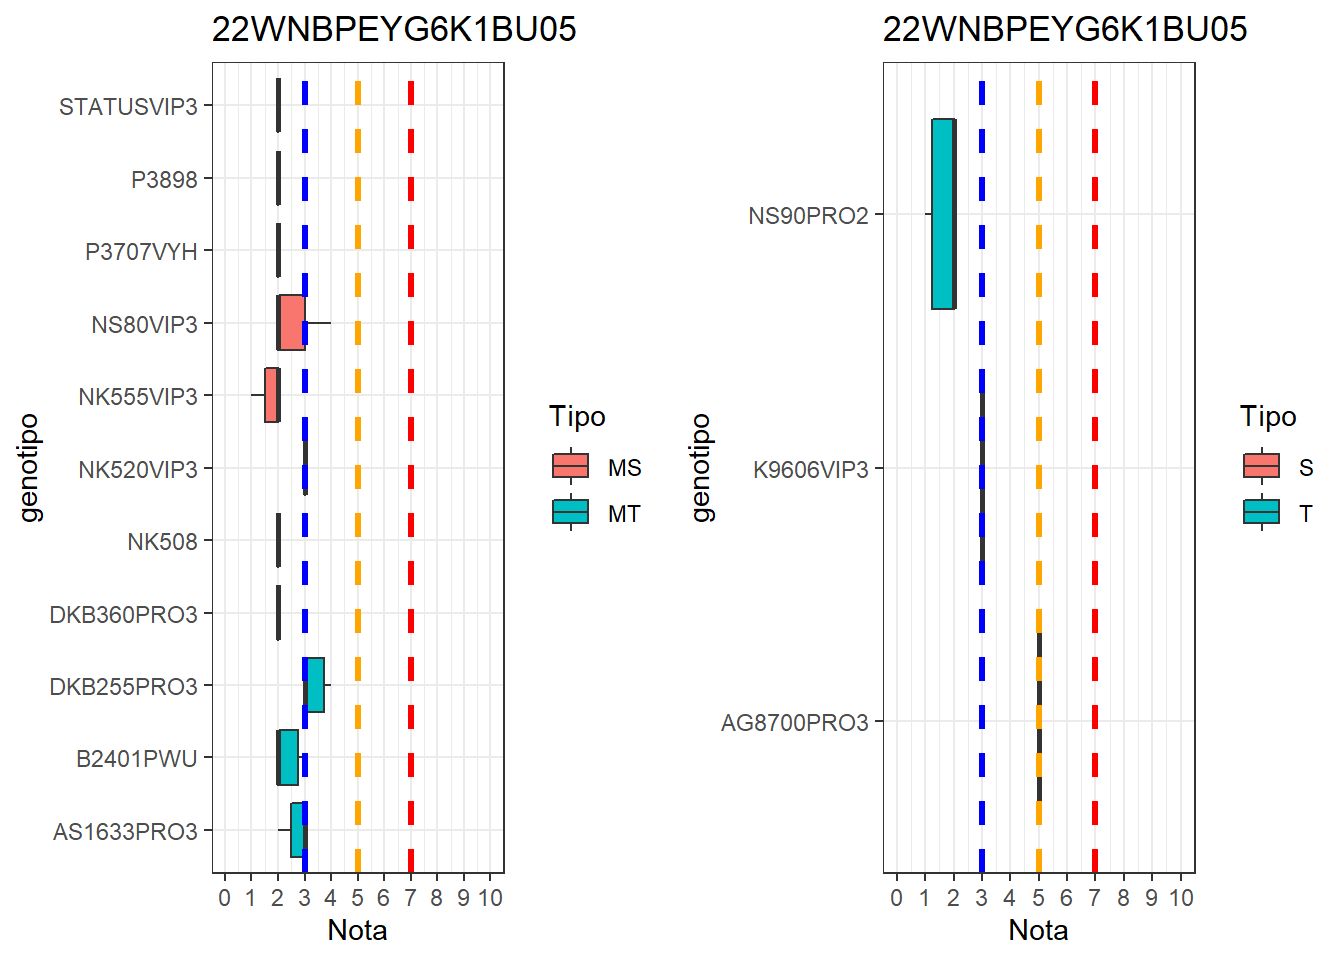 22WNBPEYG6K1BU05
genotipo
STATUSVIP3
P3898
P3707VYH
NS80VIP3
NK555VIP3
NK520VIP3
NK508
DKB360PRO3
DKB255PRO3
B2401PWU
AS1633PRO3
0 1 2 3 4 5 6 7 8 9 10
Nota
Tipo
MS
MT
22WNBPEYG6K1BU05
genotipo
NS90PRO2
K9606VIP3
AG8700PRO3
0 1 2 3 4 5 6 7 8 9 10
Nota
Tipo
S
T